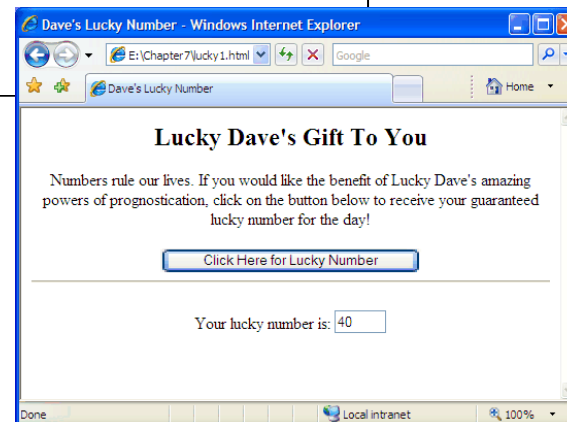 Dave's Lucky Number - Windows Internet Explorer
E:\Chapter7\lucky1.html
Google
Dave's Lucky Number
Home
Lucky Dave's Gift To You
Numbers rule our lives. If you would like the benefit of Lucky Dave's amazing
powers of prognostication, click on the button below to receive your guaranteed
lucky number for the day!
Click Here for Lucky Number
Your lucky number is: 40
Done
Local intranet
100%